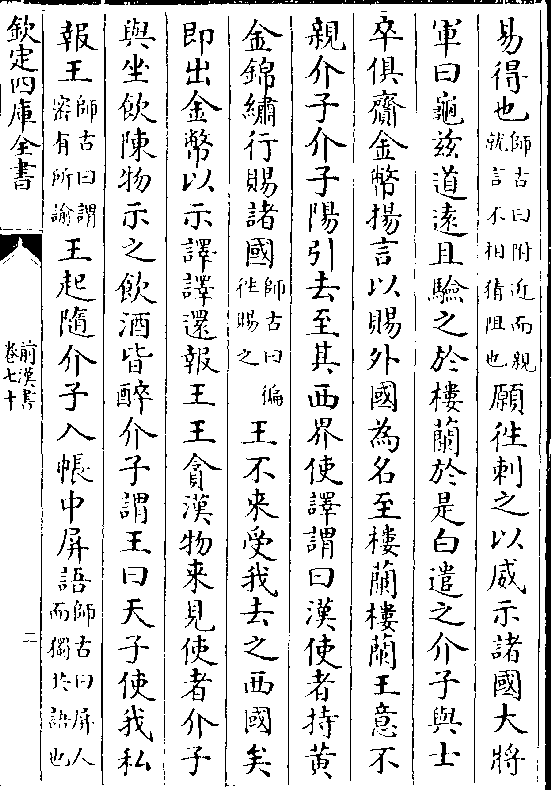 易得也師古曰附近而親就言不相猜阻也願往刺之以威示諸國大將
軍曰龜兹道遠且驗之於樓蘭於是白遣之介子與士
卒俱齎金幣揚言以賜外國為名至樓蘭樓蘭王意不
親介子介子陽引去至其西界使譯謂曰漢使者持黄
金錦繡行賜諸國師古曰徧往賜之王不来受我去之西國矣
即出金幣以示譯譯還報王王貪漢物来見使者介子
與坐飲陳物示之飲酒皆醉介子謂王曰天子使我私
報王師古曰謂宻有所諭王起隨介子入帳中屏語師古曰屏人而獨共語也
欽定四庫全書
前漢書
卷七十
二